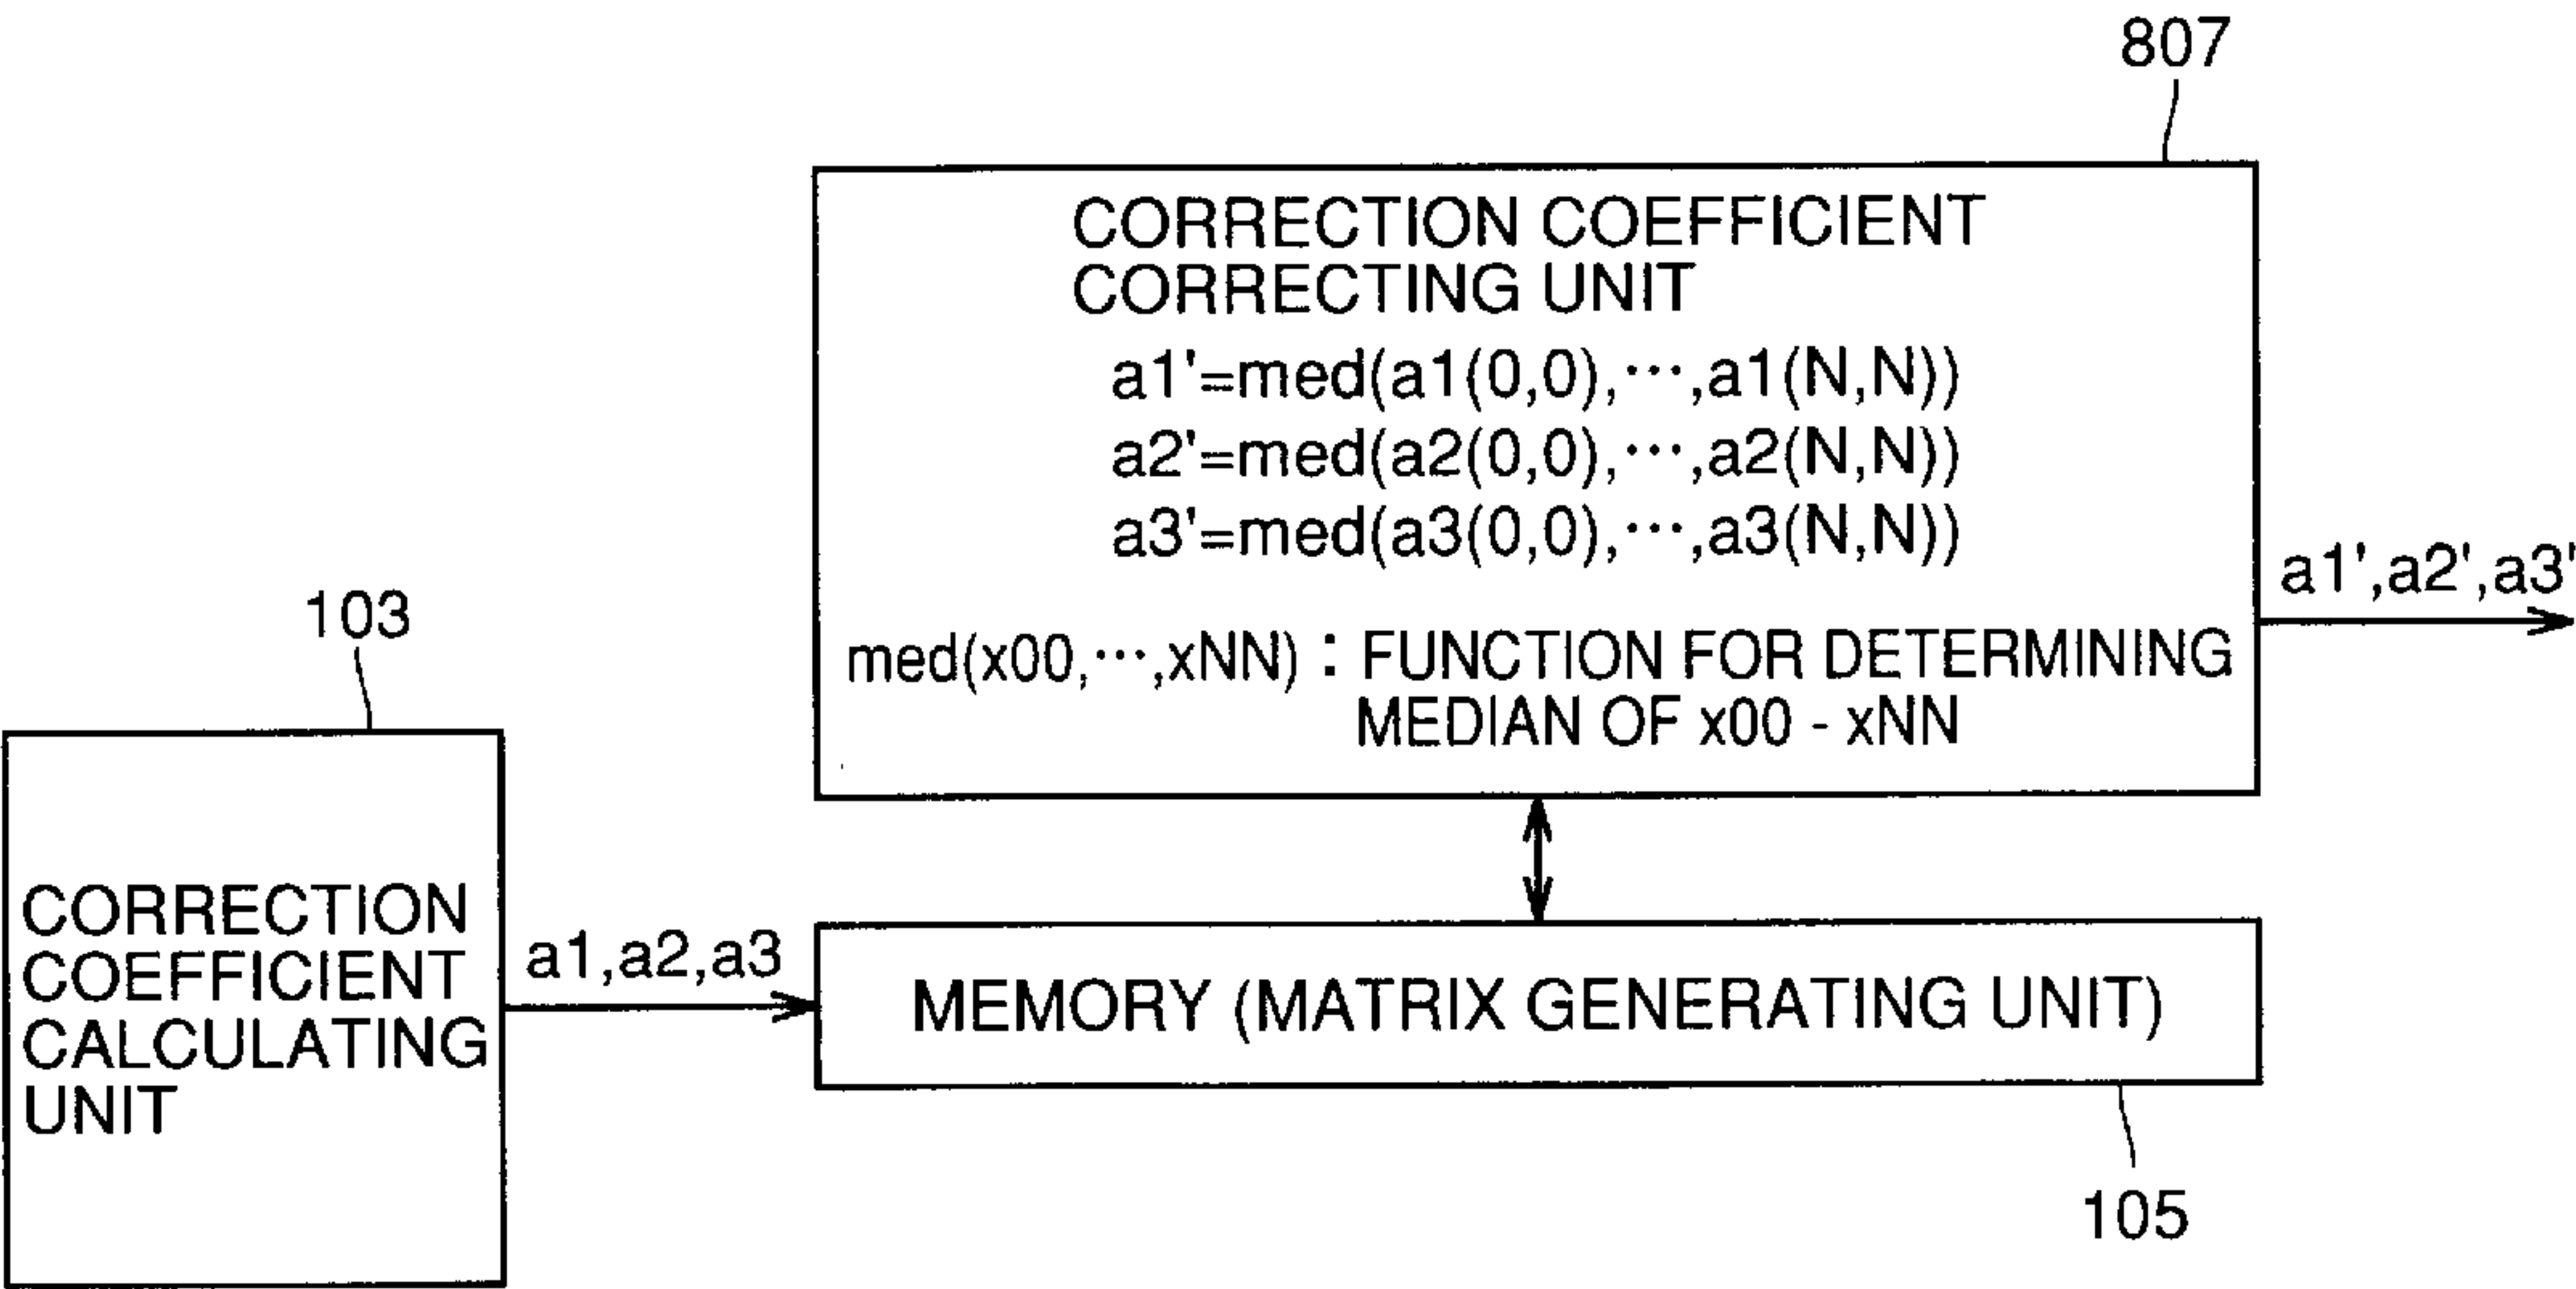 807
CORRECTION COEFFICIENT
CORRECTING UNIT
a1'=med(a1(0,0),···,a1(N,N))
a2'=med(a2(0,0),···,a2(N,N))
a3'=med(a3(0,0),···,a3(N,N))
med(x00,···,xNN) : FUNCTION FOR DETERMINING
MEDIAN OF x00 - xNN
a1',a2',a3'
103
CORRECTION
COEFFICIENT
CALCULATING
UNIT
a1,a2,a3
MEMORY (MATRIX GENERATING UNIT)
105